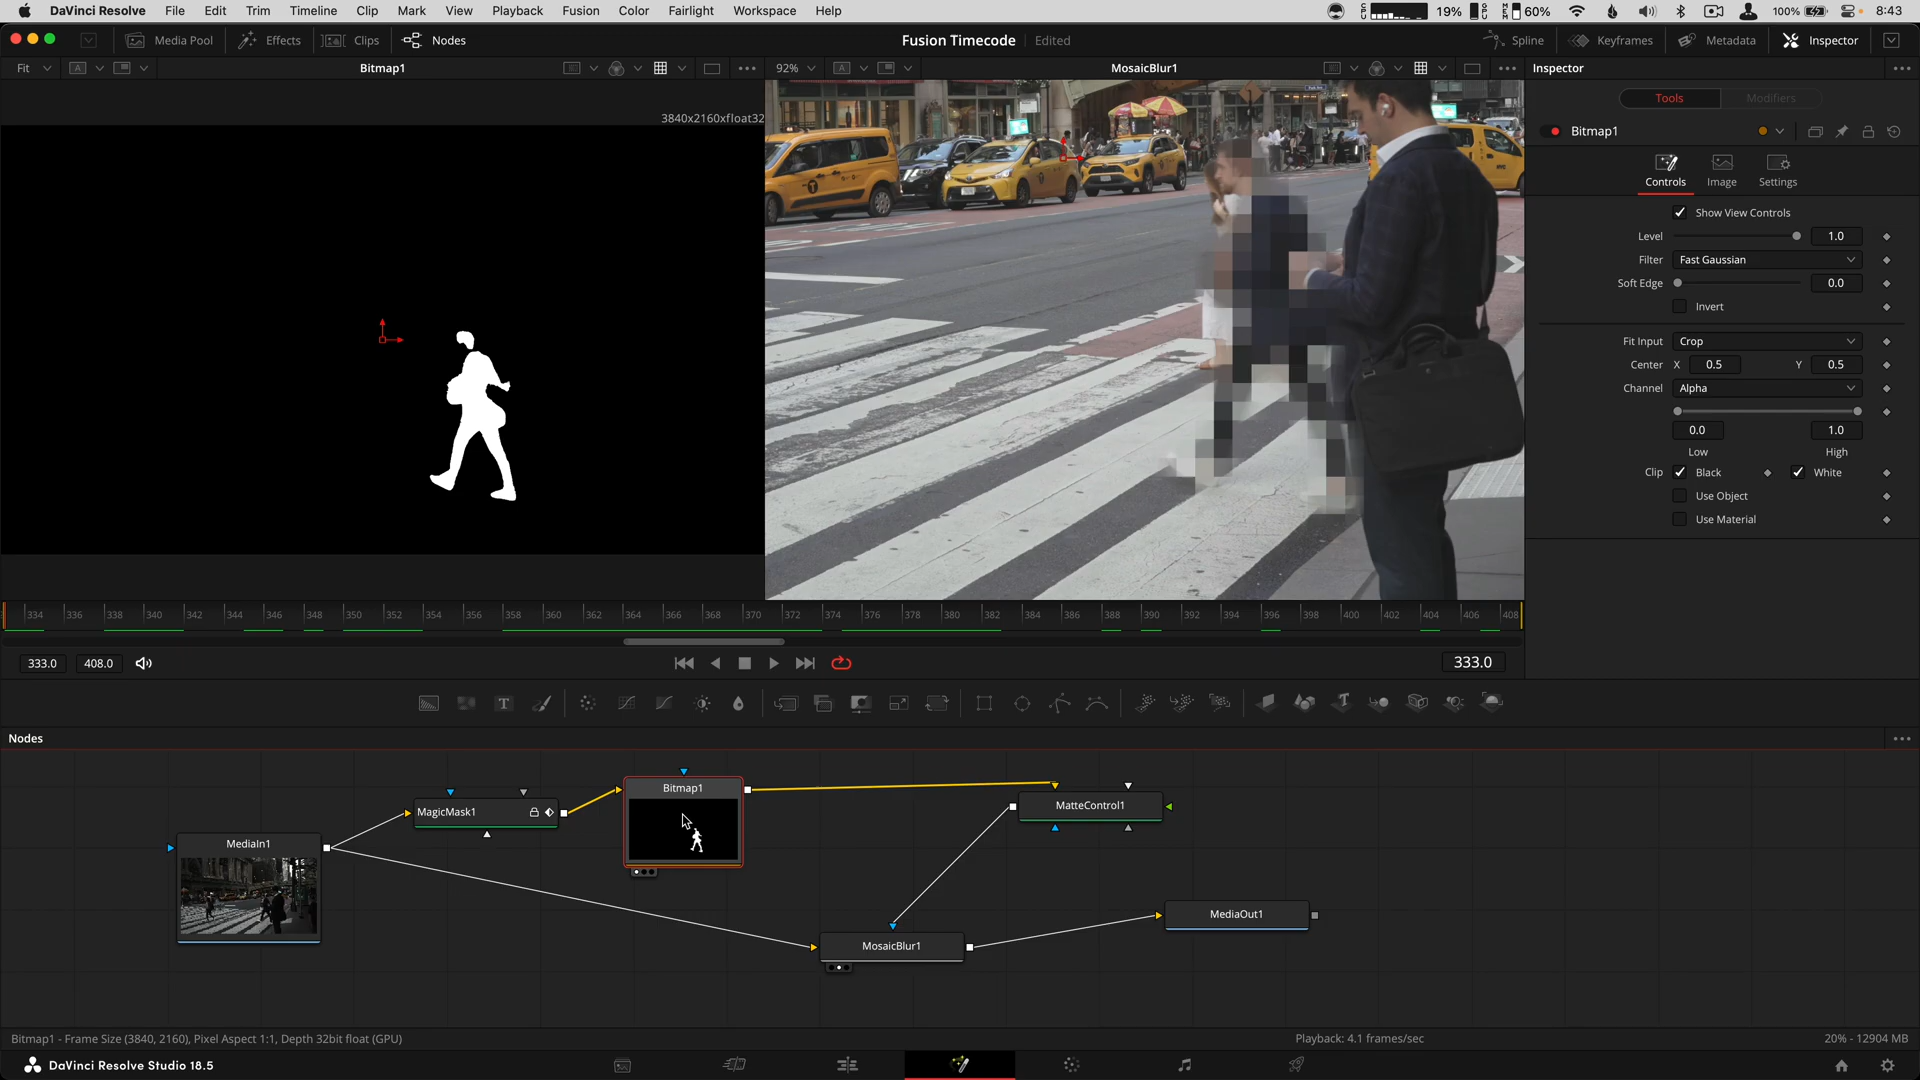 DaVinci Resolve File Edit Trim Timeline Clip Mark View Playback Fusion Color Fairlight Workspace Help
19% 60% 100% 8:43
Media Pool Effects Clips Nodes
Fusion Timecode Edited
Spline Keyframes Metadata Inspector
Fit Bitmap1 92% MosaicBlur1 Inspector
3840x2160xfloat32
Tools Modifiers
Bitmap1
Controls Image Settings
Show View Controls
Level 1.0
Filter Fast Gaussian
Soft Edge 0.0
Invert
Fit Input Crop
Center X 0.5 Y 0.5
Channel Alpha
0.0 1.0
Low High
Clip Black White
Use Object
Use Material
334 336 338 340 342 344 346 348 350 352 354 356 358 360 362 364 366 368 370 372 374 376 378 380 382 384 386 388 390 392 394 396 398 400 402 404 406 408
333.0 408.0 333.0
Nodes
Bitmap1
MagicMask1
MatteControl1
MediaIn1
MediaOut1
MosaicBlur1
Bitmap1 - Frame Size (3840, 2160), Pixel Aspect 1:1, Depth 32bit float (GPU)
Playback: 4.1 frames/sec
20% - 12904 MB
DaVinci Resolve Studio 18.5